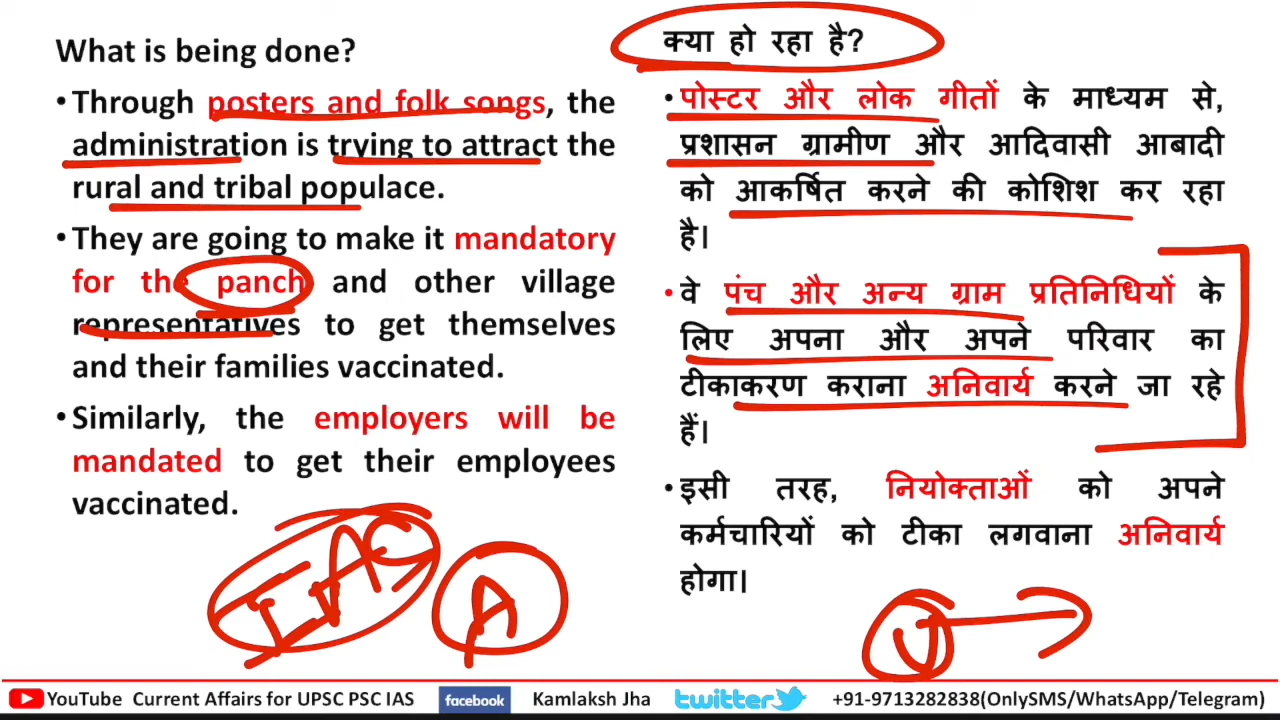 What is being done?
• Through posters and folk songs, the
administration is trying to attract the
rural and tribal populace.
• They are going to make it mandatory
for the panch and other village
representatives to get themselves
and their families vaccinated.
• Similarly, the employers will be
mandated to get their employees
vaccinated.
A
क्या हो रहा है?
• पोस्टर और लोक गीतों के माध्यम से,
प्रशासन ग्रामीण और आदिवासी आबादी
को आकर्षित करने की कोशिश कर रहा
है।
• वे पंच और अन्य ग्राम प्रतिनिधियों के
लिए अपना और अपने परिवार का
टीकाकरण कराना अनिवार्य करने जा रहे
हैं।
• इसी तरह, नियोक्ताओं को अपने
कर्मचारियों को टीका लगवाना अनिवार्य
होगा।
YouTube Current Affairs for UPSC PSC IAS facebook Kamlaksh Jha twitter +91-9713282838(OnlySMS/WhatsApp/Telegram)